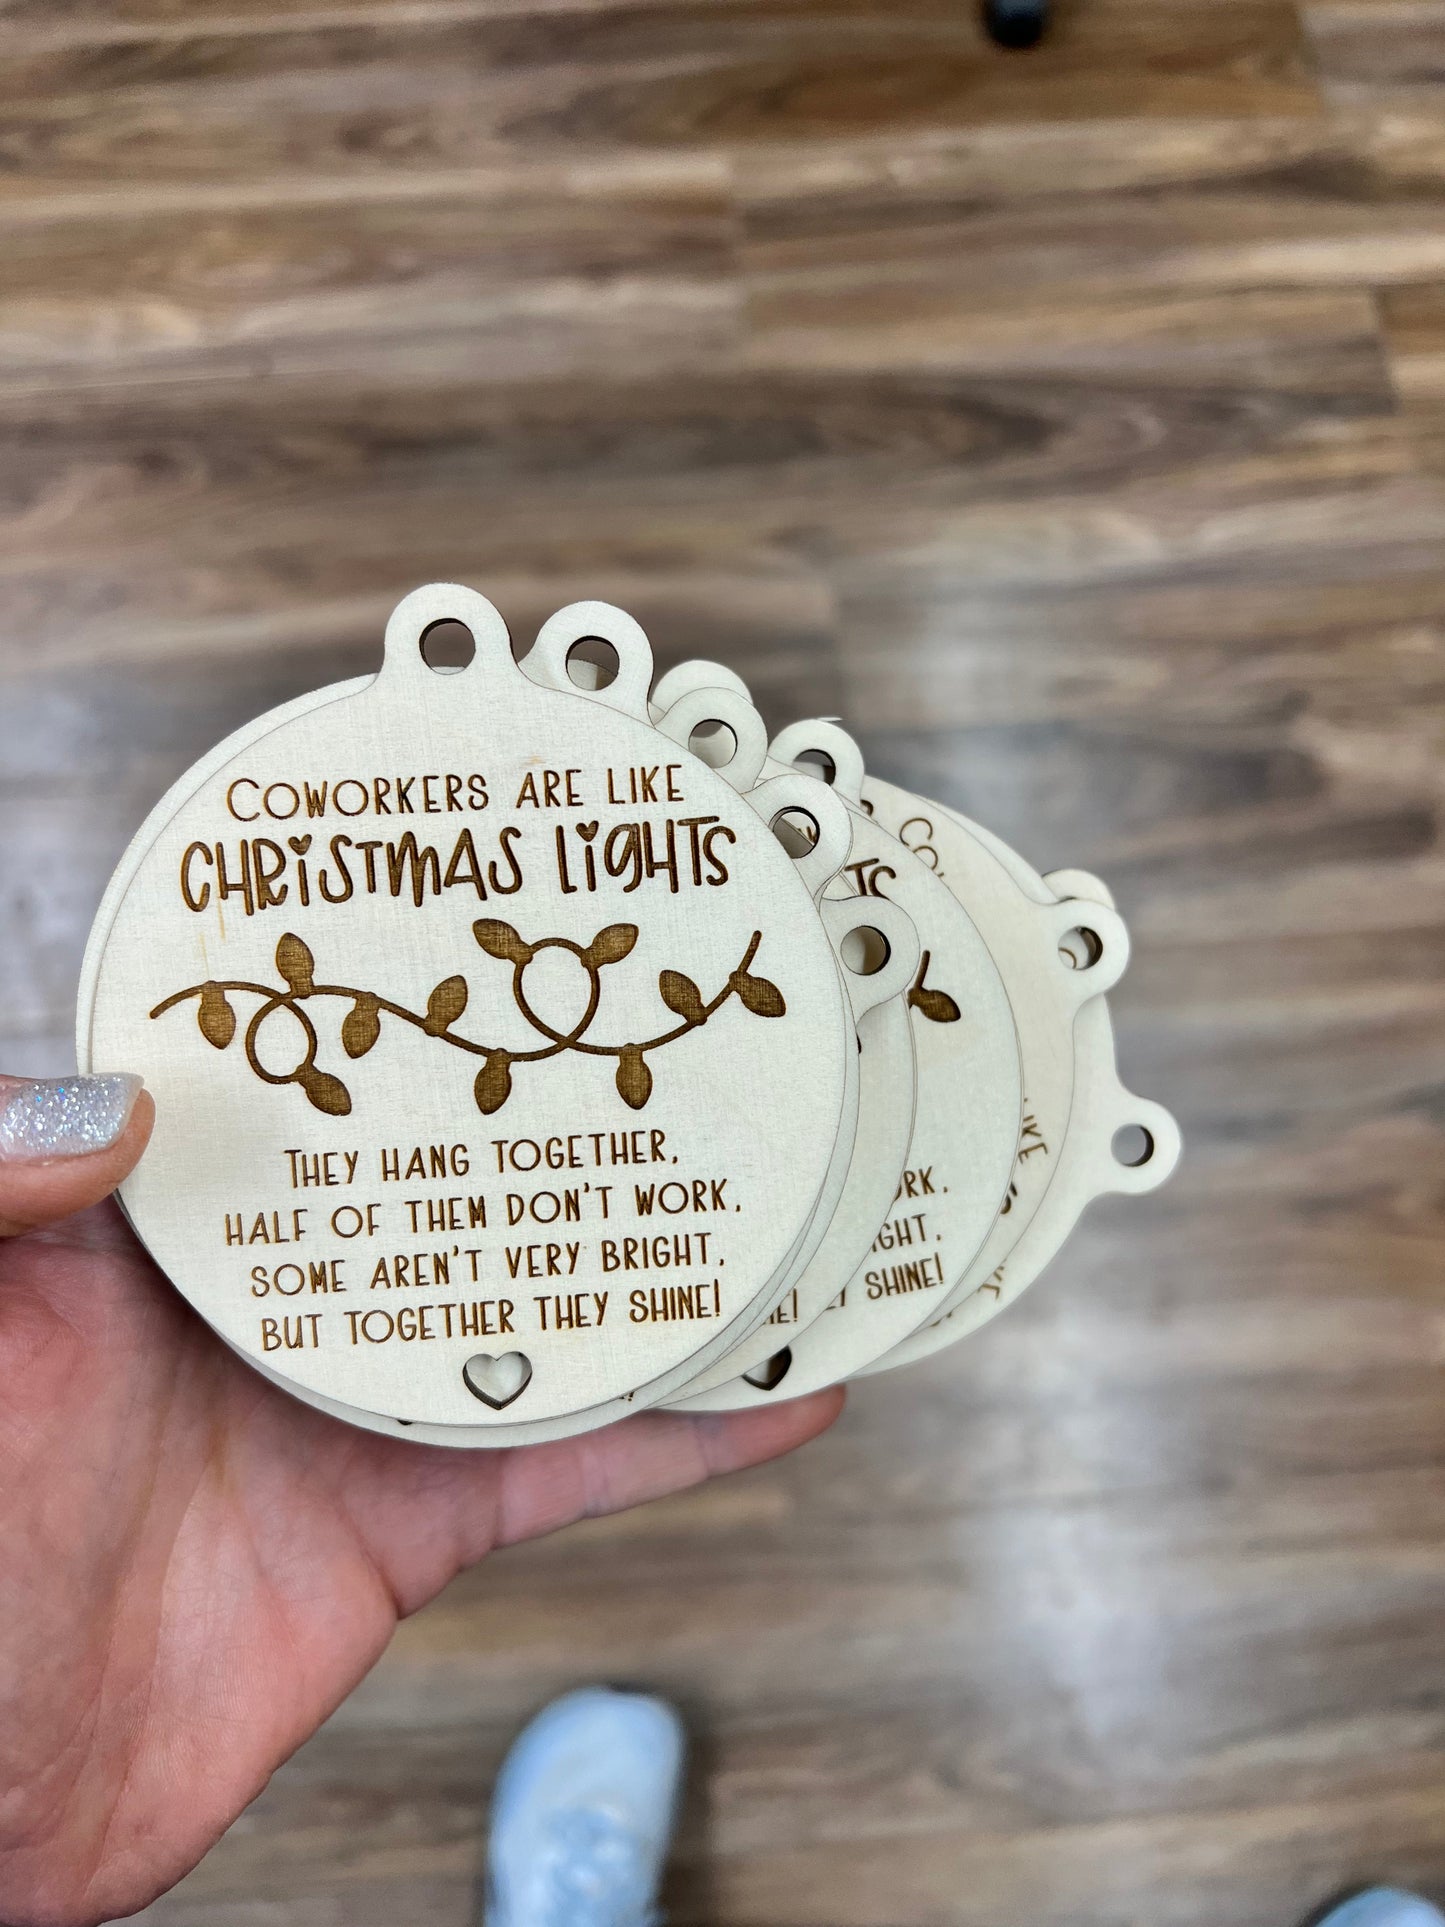 COWORKERS ARE LIKE
CHRISTMAS LIGHTS
THEY HANG TOGETHER,
HALF OF THEM DON'T WORK,
SOME AREN'T VERY BRIGHT,
BUT TOGETHER THEY SHINE!
SHINE!